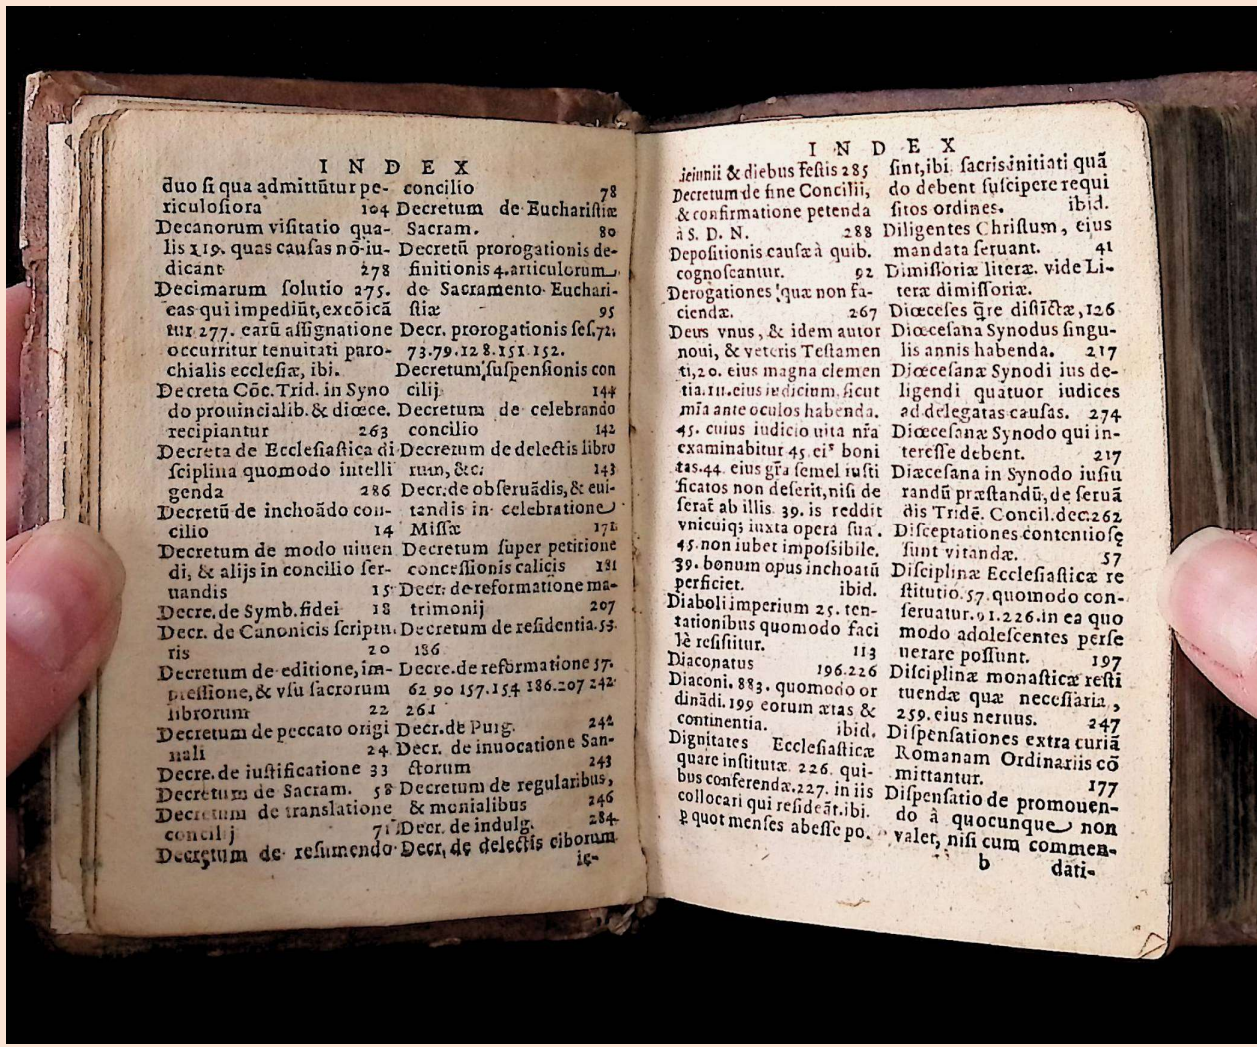 INDEX
duo ſi qua admittũtur pe-
riculoſiora 104
Decanorum viſitatio qua-
lis 119. quas cauſas nõ iu-
dicant 278
Decimarum ſolutio 275.
eas qui impediũt, excõicã
tur 277. earũ aſſignatione
occurritur tenuitati paro-
chialis eccleſiæ, ibi.
Decreta Cõc. Trid. in Syno
do prouincialib. & diœce.
recipiantur 263
Decreta de Eccleſiaſtica di
ſciplina quomodo intelli
genda 286
Decretũ de inchoãdo con-
cilio 14
Decretum de modo uiuen
di, & alijs in concilio ſer-
uandis 15
Decre. de Symb. fidei 18
Decr. de Canonicis ſcriptu.
ris 20
Decretum de editione, im-
preſſione, & vſu ſacrorum
librorum 22
Decretum de peccato origi
nali 24
Decre. de iuſtificatione 33
Decretum de Sacram. 58
Decretum de translatione
concilij 71
Decretum de reſumendo
concilio 78
Decretum de Euchariſtiæ
Sacram. 80
Decretũ prorogationis de-
finitionis 4. articulorum
de Sacramento Euchari-
ſtiæ 95
Decr. prorogationis ſeſ. 72.
73.79.128.151.152.
Decretum ſuſpenſionis con
cilij 144
Decretum de celebrando
concilio 142
Decretum de delectis libro
rum, &c. 143
Decr. de obſeruãdis, & eui-
tandis in celebratione
Miſſæ 171
Decretum ſuper petitione
conceſſionis calicis 181
Decr. de reformatione ma-
trimonij 207
Decretum de reſidentia. 55.
186
Decre. de reformatione 57.
62 90 157.154 186.207 242
261
Decr. de Purg. 242
Decr. de inuocatione San-
ctorum 243
Decretum de regularibus,
& monialibus 246
Decr. de indulg. 284
Decr. de delectis ciborum
ie-
INDEX
ieiunii & diebus Feſtis 285
Decretum de fine Concilii,
& confirmatione petenda
à S. D. N. 288
Depoſitionis cauſæ à quib.
cognoſcantur. 92
Derogationes quæ non fa-
ciendæ. 267
Deus vnus, & idem autor
noui, & veteris Teſtamen
ti, 20. eius magna clemen
tia. 111. eius iudicium ſicut
mĩa ante oculos habenda.
45. cuius iudicio uita nr̃a
examinabitur 45. ei⁹ boni
tas. 44. eius gr̃a ſemel iuſti
ficatos non deſerit, niſi de
ſerat ab illis. 39. is reddit
vnicuiq; iuxta opera ſua.
45. non iubet impoſſibile.
39. bonum opus inchoatũ
perficiet. ibid.
Diaboli imperium 25. ten-
tationibus quomodo faci
lè reſiſtitur. 113
Diaconatus 196.226
Diaconi. 883. quomodo or
dinãdi. 199 eorum ætas &
continentia. ibid.
Dignitates Eccleſiaſticæ
quare inſtitutæ. 226. qui-
bus conferendæ. 227. in iis
collocari qui reſideãt. ibi.
ꝑ quot menſes abeſſe po.
ſint, ibi. ſacris initiati quã
do debent ſuſcipere requi
ſitos ordines. ibid.
Diligentes Chriſtum, eius
mandata ſeruant. 41
Dimiſſoriæ literæ. vide Li-
teræ dimiſſoriæ.
Diœceſes q̃re diſtĩctæ, 126
Diœceſana Synodus ſingu-
lis annis habenda. 217
Diœceſanæ Synodi ius de-
ligendi quatuor iudices
ad delegatas cauſas. 274
Diœceſanæ Synodo qui in-
tereſſe debent. 217
Diæceſana in Synodo iuſiu
randũ præſtandũ, de ſeruã
dis Tridẽ. Concil. dec. 262
Diſceptationes contentioſę
ſunt vitandæ. 57
Diſciplinæ Eccleſiaſticæ re
ſtitutio. 57. quomodo con-
ſeruatur. 91.226. in ea quo
modo adoleſcentes perſe
uerare poſſunt. 197
Diſciplinæ monaſticæ reſti
tuendæ quæ neceſſaria,
259. eius neruus. 247
Diſpenſationes extra curiã
Romanam Ordinariis cõ
mittantur. 177
Diſpenſatio de promouen-
do à quocunque non
valet, niſi cum commen-
b dati-